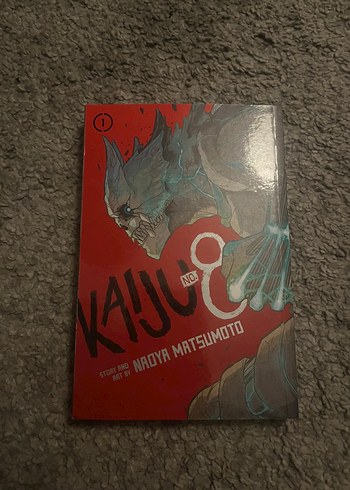 1
KAIJU NO. 8
STORY AND
ART BY NAOYA MATSUMOTO